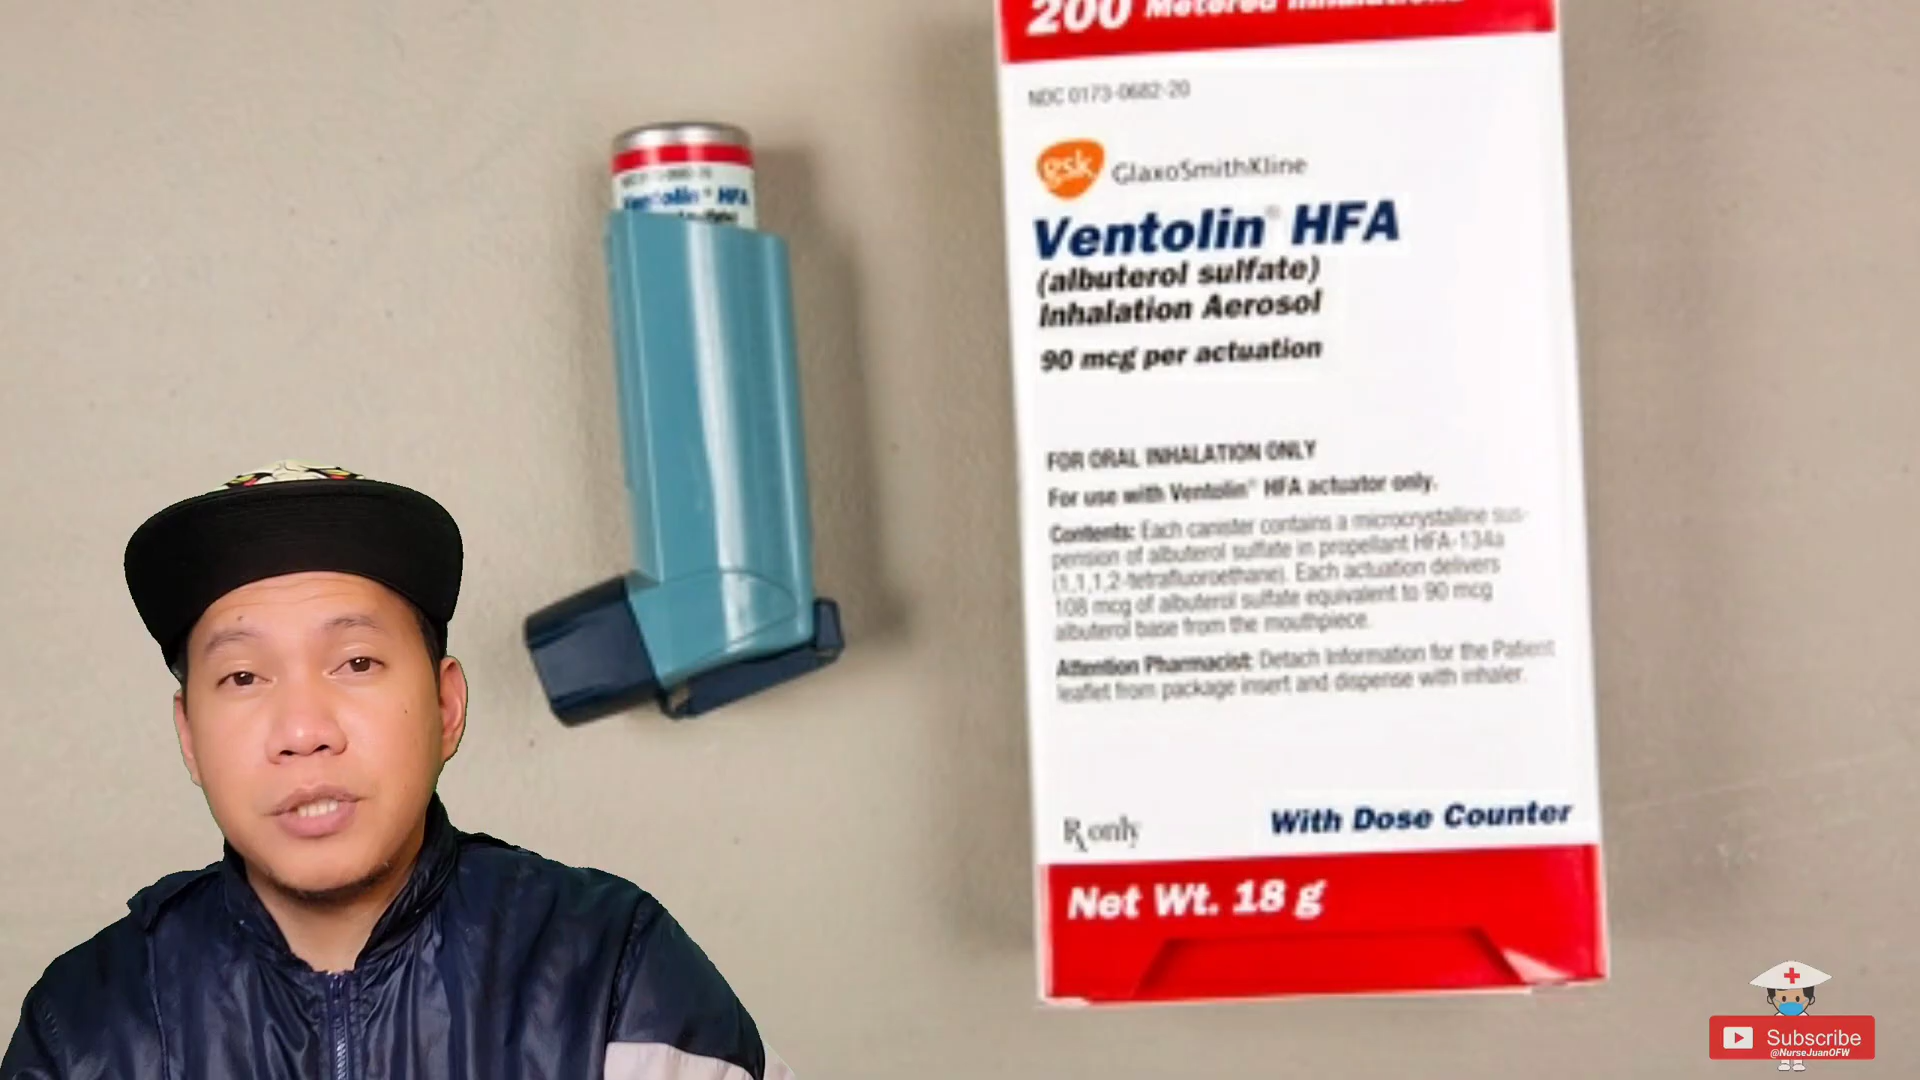 200 Metered Inhalations
NDC 0173-0682-20
gsk GlaxoSmithKline
Ventolin® HFA
(albuterol sulfate)
Inhalation Aerosol
90 mcg per actuation
FOR ORAL INHALATION ONLY
For use with Ventolin® HFA actuator only.
Contents: Each canister contains a microcrystalline sus-
pension of albuterol sulfate in propellant HFA-134a
(1,1,1,2-tetrafluoroethane). Each actuation delivers
108 mcg of albuterol sulfate equivalent to 90 mcg
albuterol base from the mouthpiece.
Attention Pharmacist: Detach Information for the Patient
leaflet from package insert and dispense with inhaler.
Rx only
With Dose Counter
Net Wt. 18 g
Ventolin® HFA
Subscribe
@NurseJuanOFW